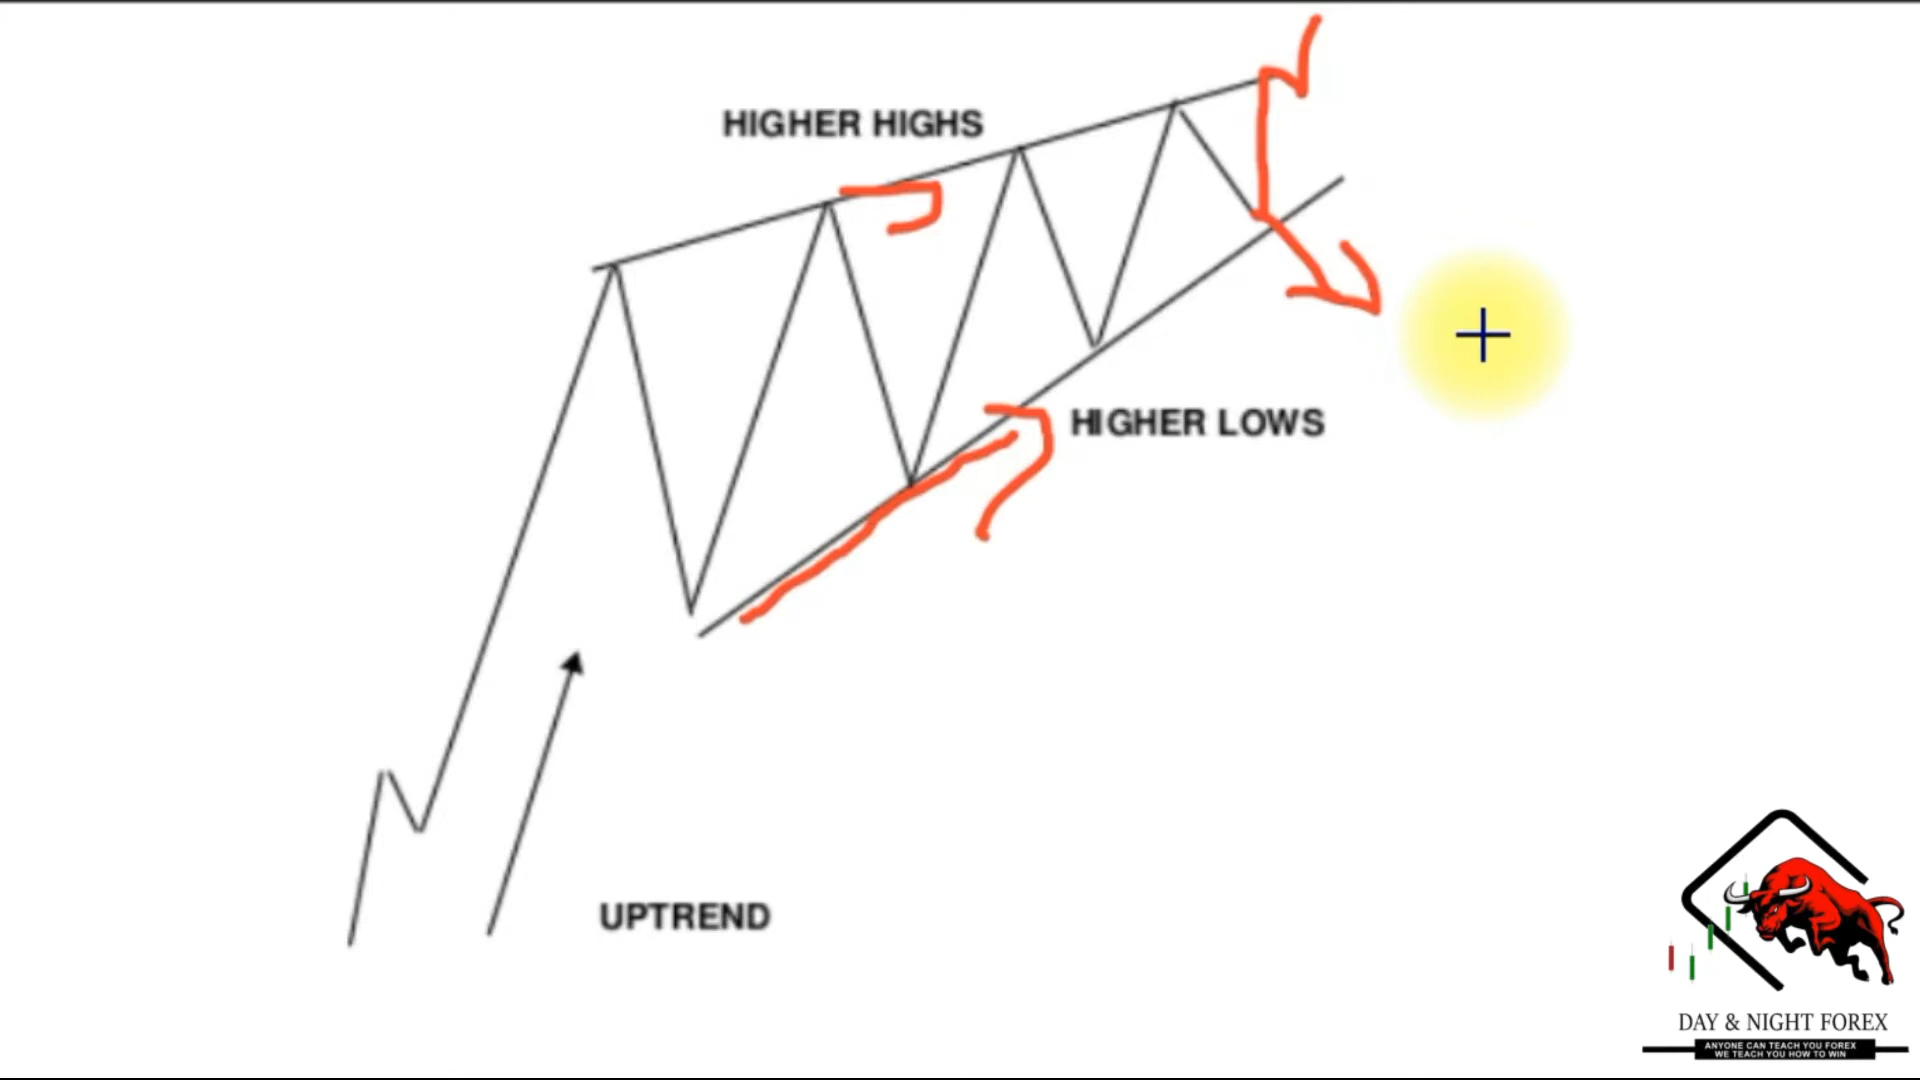 HIGHER HIGHS
HIGHER LOWS
UPTREND
DAY & NIGHT FOREX
ANYONE CAN TEACH YOU FOREX
WE TEACH YOU HOW TO WIN